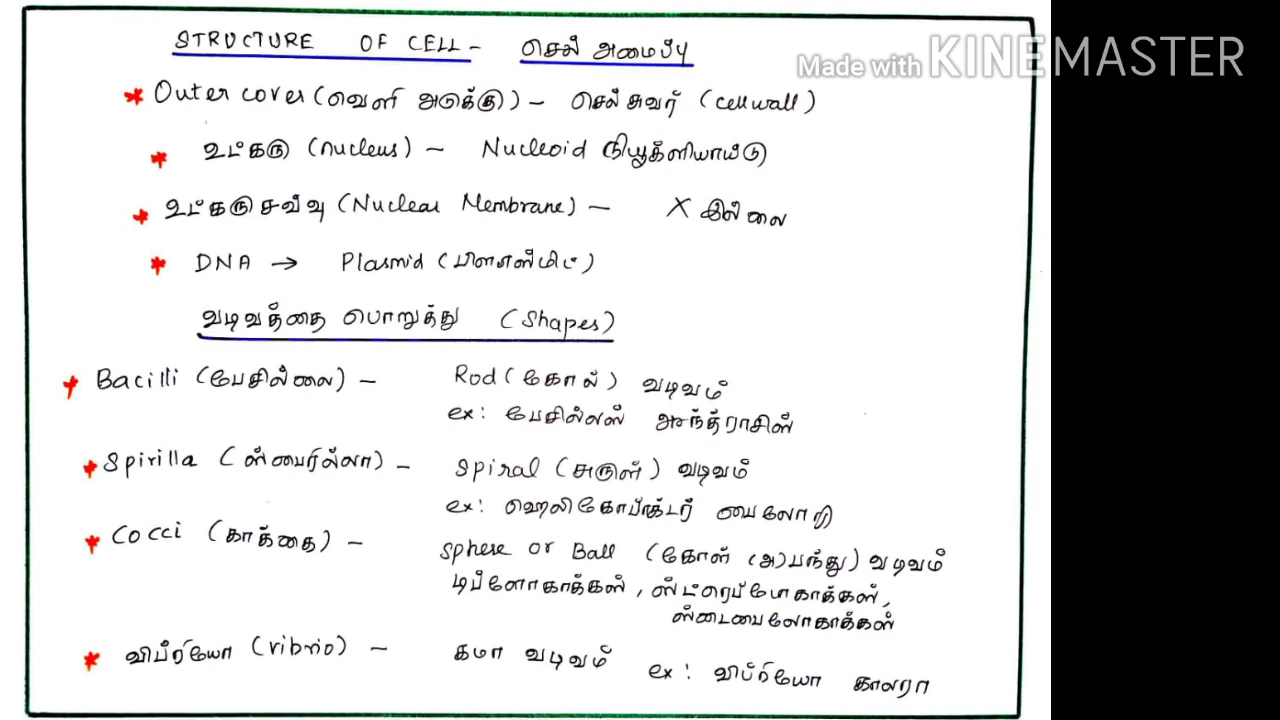 STRUCTURE OF CELL - செல் அமைப்பு
Made with KINEMASTER
Outer cover (வெளி அடுக்கு) - செல் சுவர் (cell wall)
உட்கரு (nucleus) - Nucleoid நியூக்ளியாய்டு
உட்கரு சவ்வு (Nuclear Membrane) - X இல்லை
DNA → Plasmid (பிளாஸ்மிட்)
வடிவத்தை பொறுத்து (Shapes)
Bacilli (பேசில்லை) - Rod (கோல்) வடிவம்
ex: பேசில்லஸ் ஆந்த்ராசிஸ்
Spirilla (ஸ்பைரில்லா) - Spiral (சுருள்) வடிவம்
ex: ஹெலிகோபாக்டர் பைலோரி
Cocci (காக்கை) - Sphere or Ball (கோள் (அ) பந்து) வடிவம்
டிப்ளோகாக்கஸ், ஸ்ட்ரெப்டோகாக்கஸ்,
ஸ்டைபைலோகாக்கஸ்
விப்ரியோ (vibrio) - கமா வடிவம் ex: விப்ரியோ காலரா